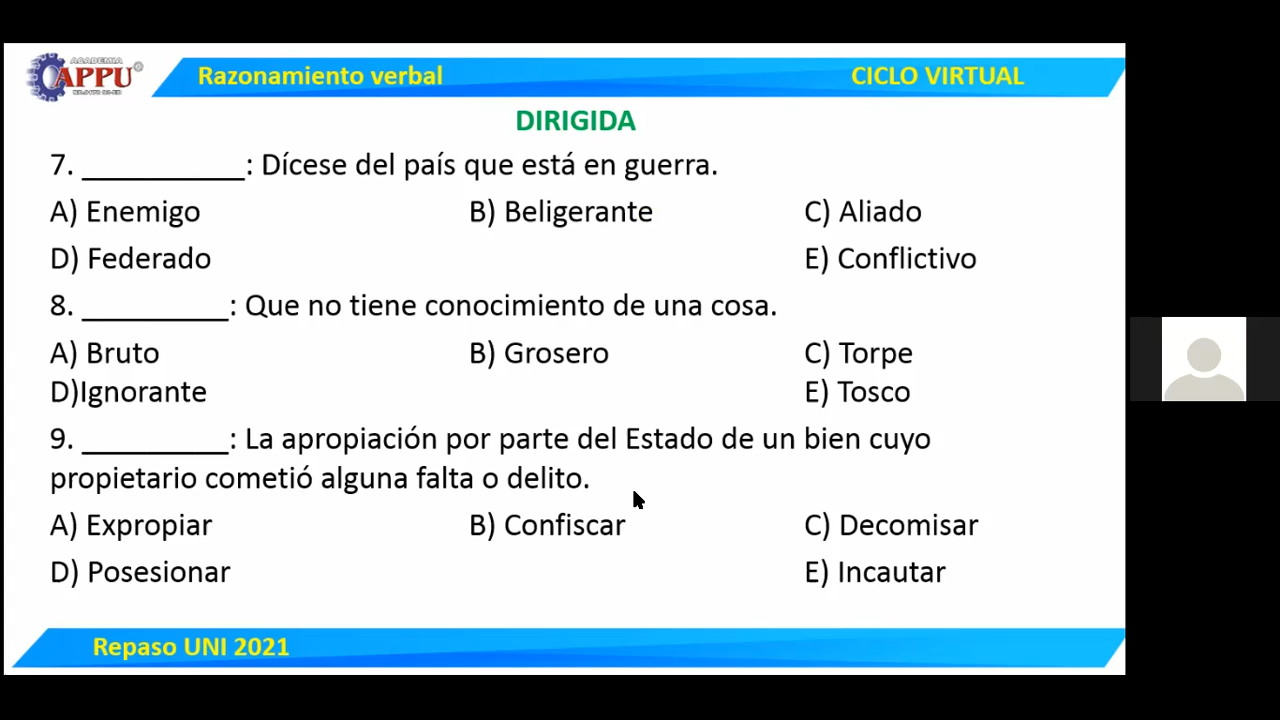 ACADEMIA
APPU
Razonamiento verbal CICLO VIRTUAL
DIRIGIDA
7. __________: Dícese del país que está en guerra.
A) Enemigo B) Beligerante C) Aliado
D) Federado E) Conflictivo
8. _________: Que no tiene conocimiento de una cosa.
A) Bruto B) Grosero C) Torpe
D)Ignorante E) Tosco
9. _________: La apropiación por parte del Estado de un bien cuyo
propietario cometió alguna falta o delito.
A) Expropiar B) Confiscar C) Decomisar
D) Posesionar E) Incautar
Repaso UNI 2021